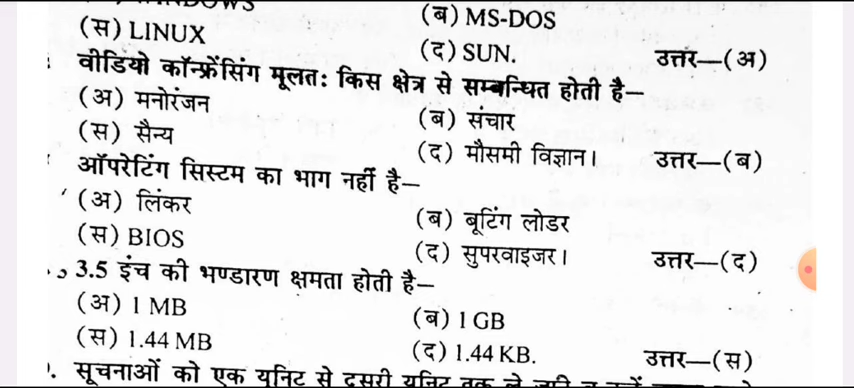 (ब) MS-DOS
(स) LINUX
(द) SUN. उत्तर—(अ)
वीडियो कॉन्फ्रेंसिंग मूलतः किस क्षेत्र से सम्बन्धित होती है—
(अ) मनोरंजन
(ब) संचार
(स) सैन्य
(द) मौसमी विज्ञान। उत्तर—(ब)
ऑपरेटिंग सिस्टम का भाग नहीं है—
(अ) लिंकर
(ब) बूटिंग लोडर
(स) BIOS
(द) सुपरवाइजर। उत्तर—(द)
3.5 इंच की भण्डारण क्षमता होती है—
(अ) 1 MB
(ब) 1 GB
(स) 1.44 MB
(द) 1.44 KB. उत्तर—(स)
सूचनाओं को एक यूनिट से दूसरी यूनिट तक ले